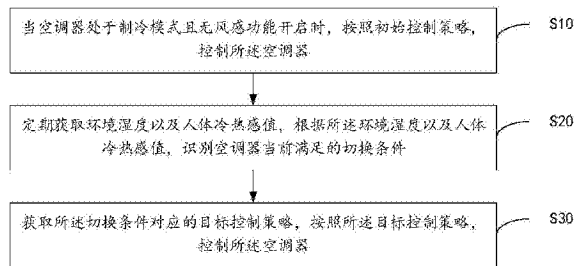 当空调器处于制冷模式且无风感功能开启时，按照初始控制策略，
控制所述空调器
S10
定期获取环境湿度以及人体冷热感值，根据所述环境湿度以及人体
冷热感值，识别空调器当前满足的切换条件
S20
获取所述切换条件对应的目标控制策略，按照所述目标控制策略，
控制所述空调器
S30